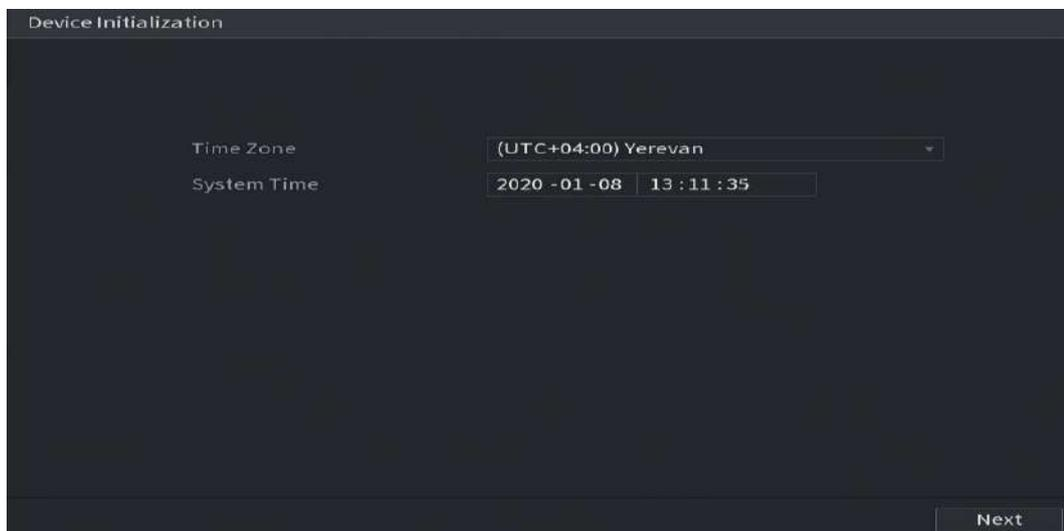 Device Initialization
Time Zone (UTC+04:00) Yerevan
System Time 2020 -01 -08 13 : 11 : 35
Next